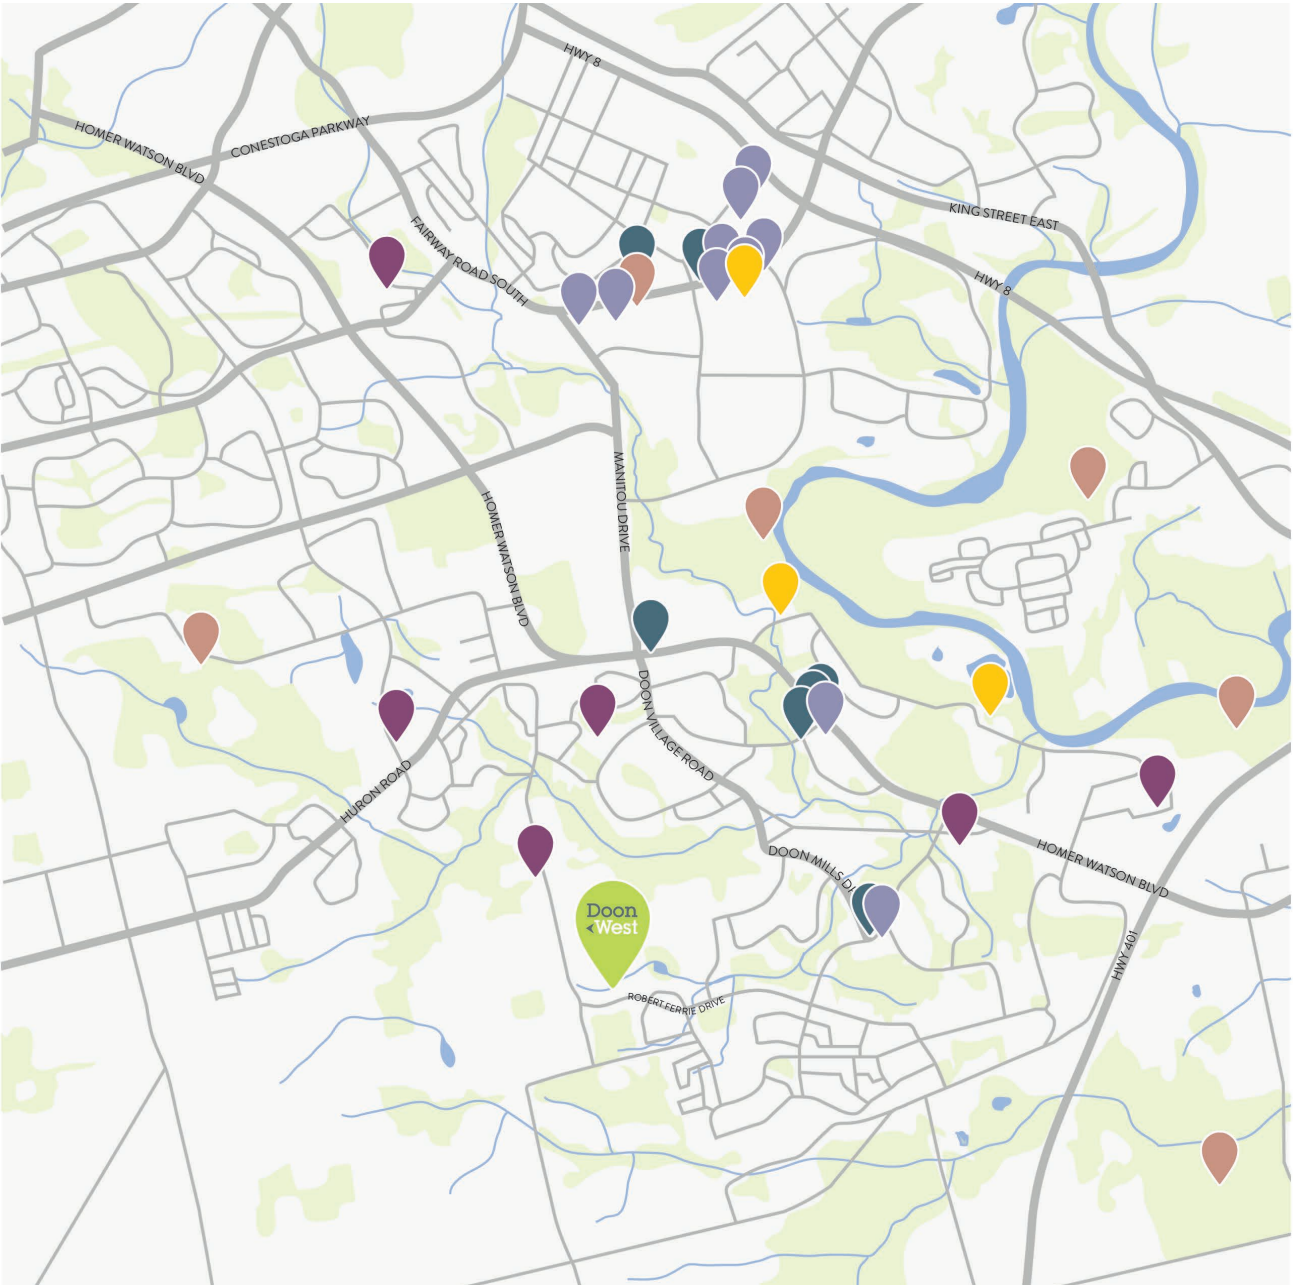 HWY 8
HOMER WATSON BLVD
CONESTOGA PARKWAY
KING STREET EAST
FAIRWAY ROAD SOUTH
HWY 8
MANITOU DRIVE
HOMER WATSON BLVD
DOON VILLAGE ROAD
HURON ROAD
DOON MILLS
HOMER WATSON BLVD
Doon
West
HWY 401
ROBERT FERRIE DRIVE